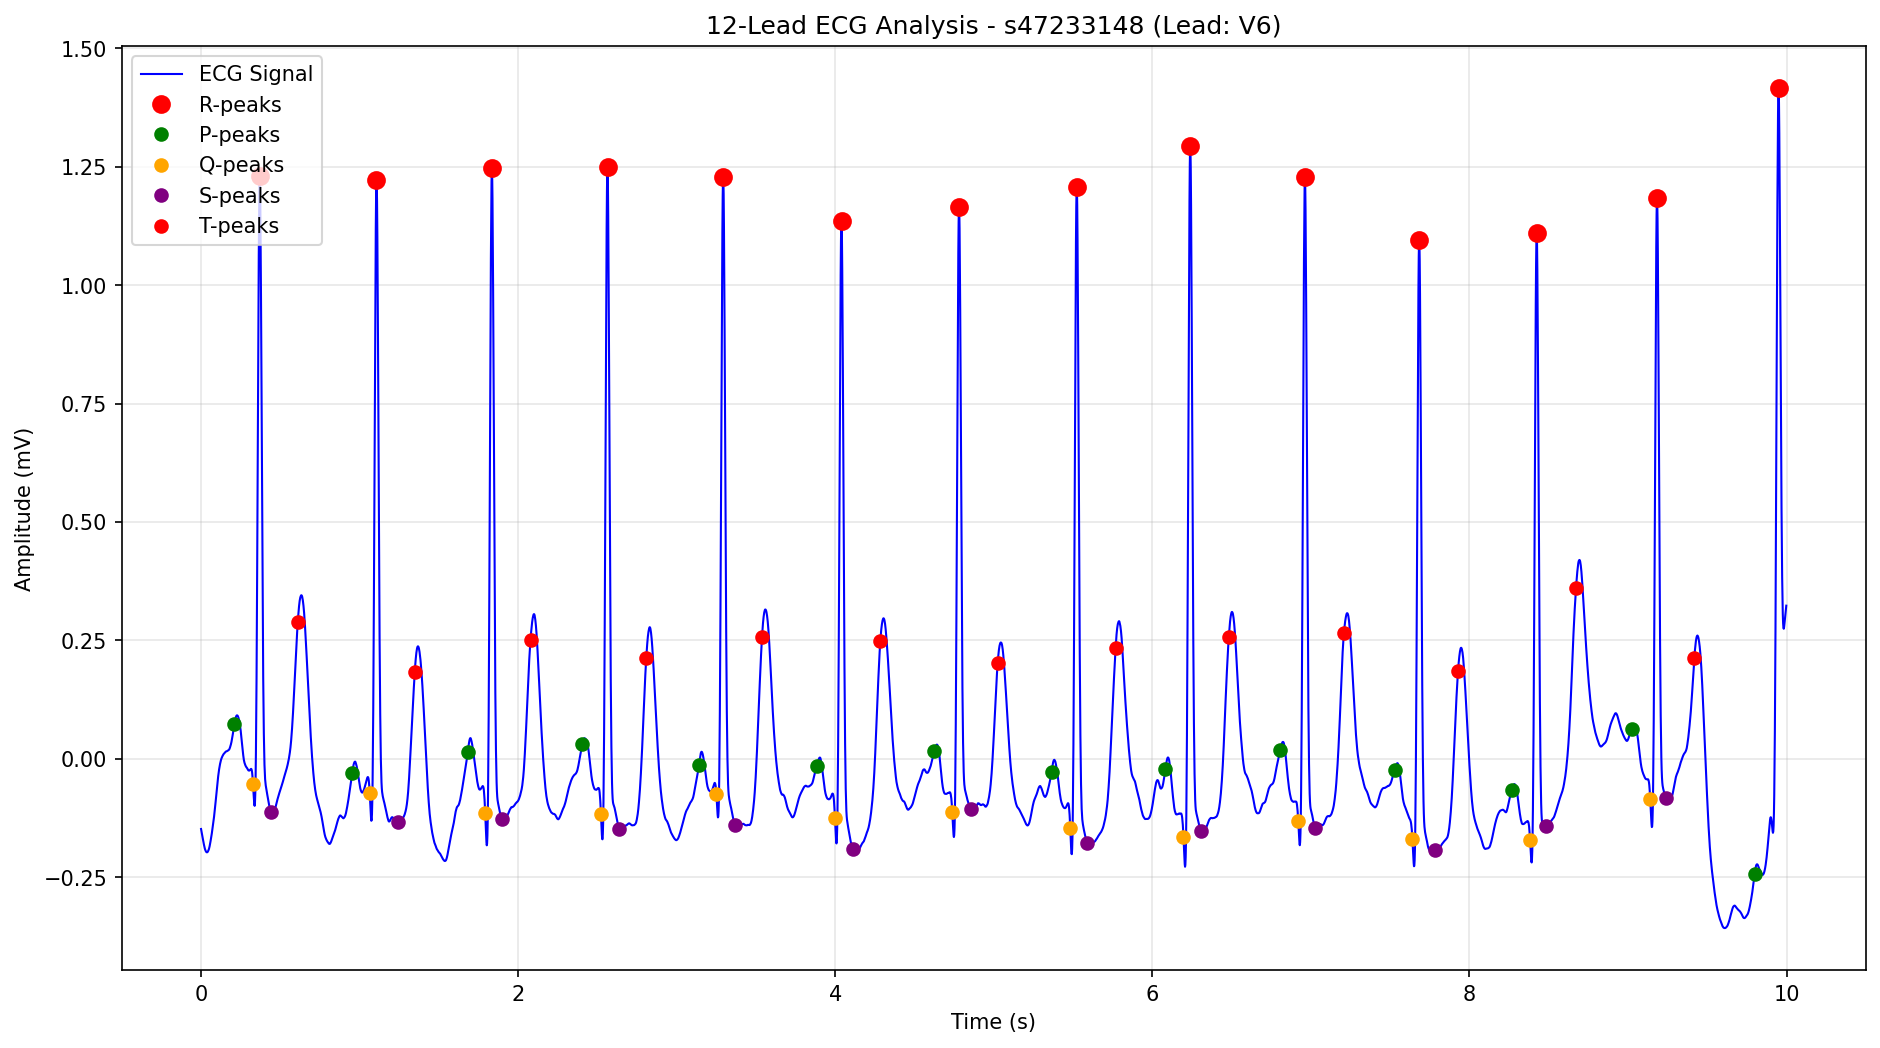 12-Lead ECG Analysis - s47233148 (Lead: V6)
ECG Signal
R-peaks
P-peaks
Q-peaks
S-peaks
T-peaks
Amplitude (mV)
1.50
1.25
1.00
0.75
0.50
0.25
0.00
−0.25
0 2 4 6 8 10
Time (s)